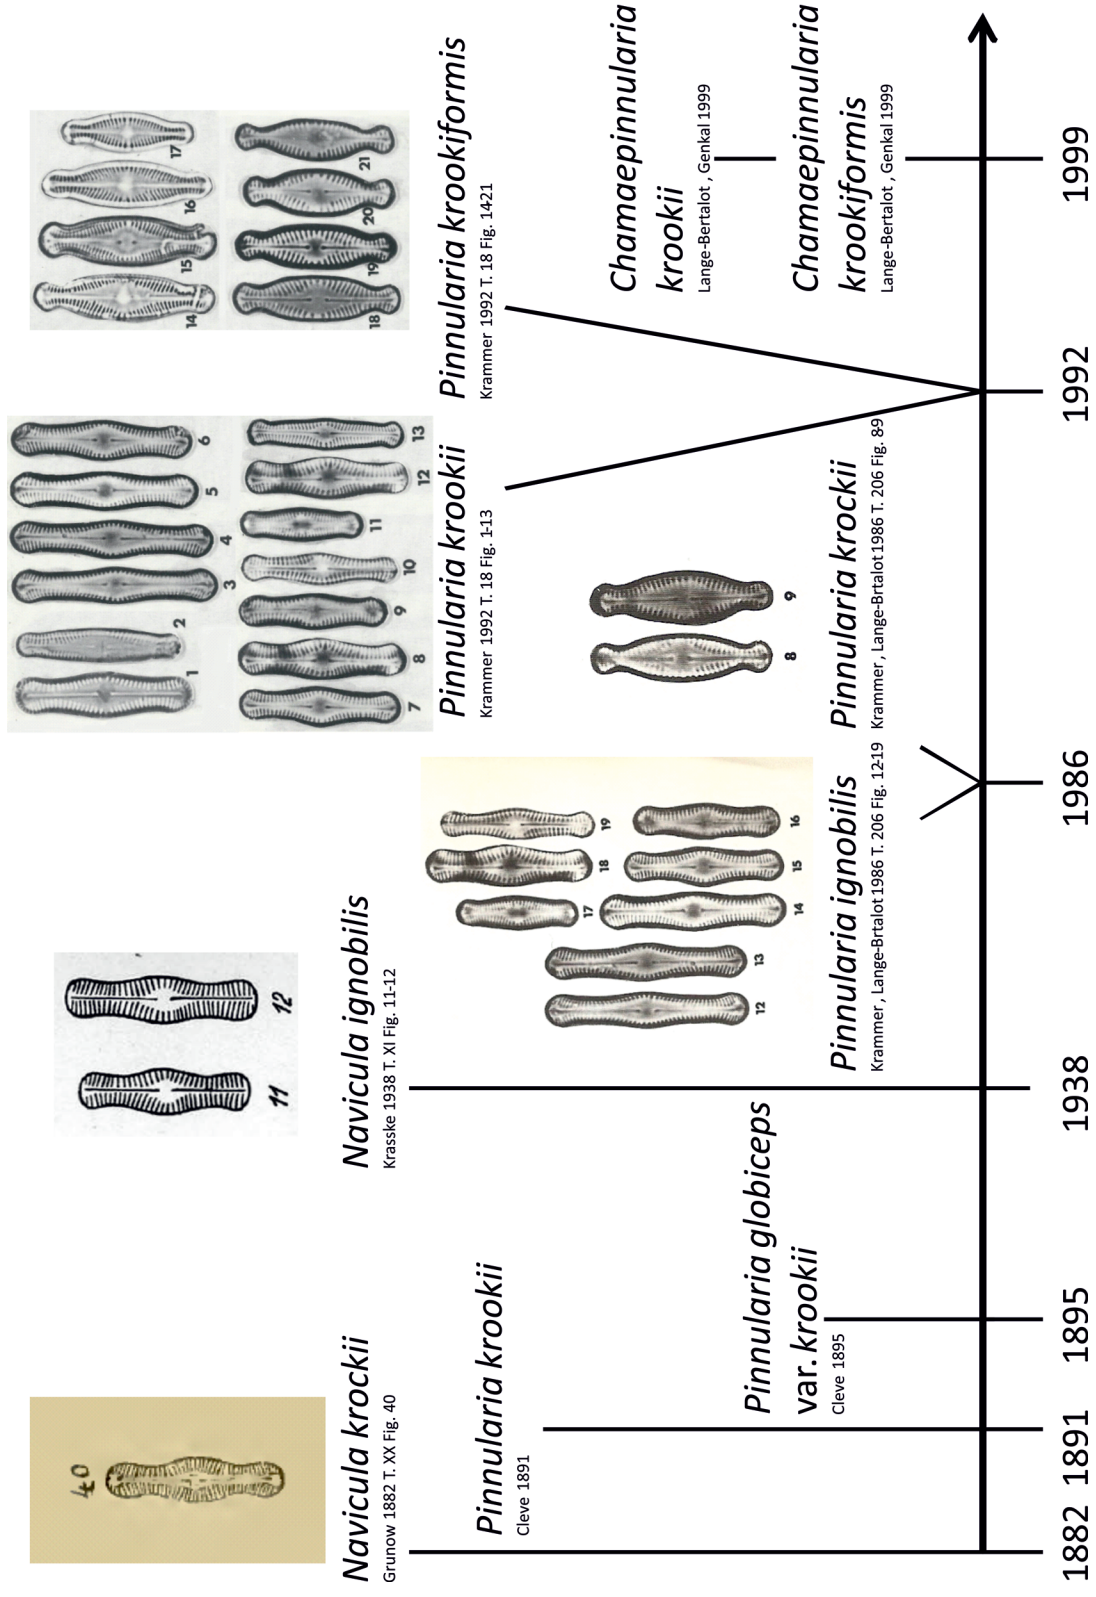 40
Navicula krockii
Grunow 1882 T. XX Fig. 40
Pinnularia krookii
Cleve 1891
Pinnularia globiceps
var. krookii
Cleve 1895
11
12
Navicula ignobilis
Krasske 1938 T. XI Fig. 11-12
17
18
19
12
13
14
15
16
Pinnularia ignobilis
Krammer , Lange-Brtalot 1986 T. 206 Fig. 12-19
8
9
Pinnularia krockii
Krammer, Lange-Brtalot 1986 T. 206 Fig. 89
1
2
3
4
5
6
7
8
9
10
11
12
13
Pinnularia krookii
Krammer 1992 T. 18 Fig. 1-13
14
15
16
17
18
19
20
21
Pinnularia krookiformis
Krammer 1992 T. 18 Fig. 14-21
Chamaepinnularia
krookii
Lange-Bertalot , Genkal 1999
Chamaepinnularia
krookiformis
Lange-Bertalot , Genkal 1999
1882
1891
1895
1938
1986
1992
1999